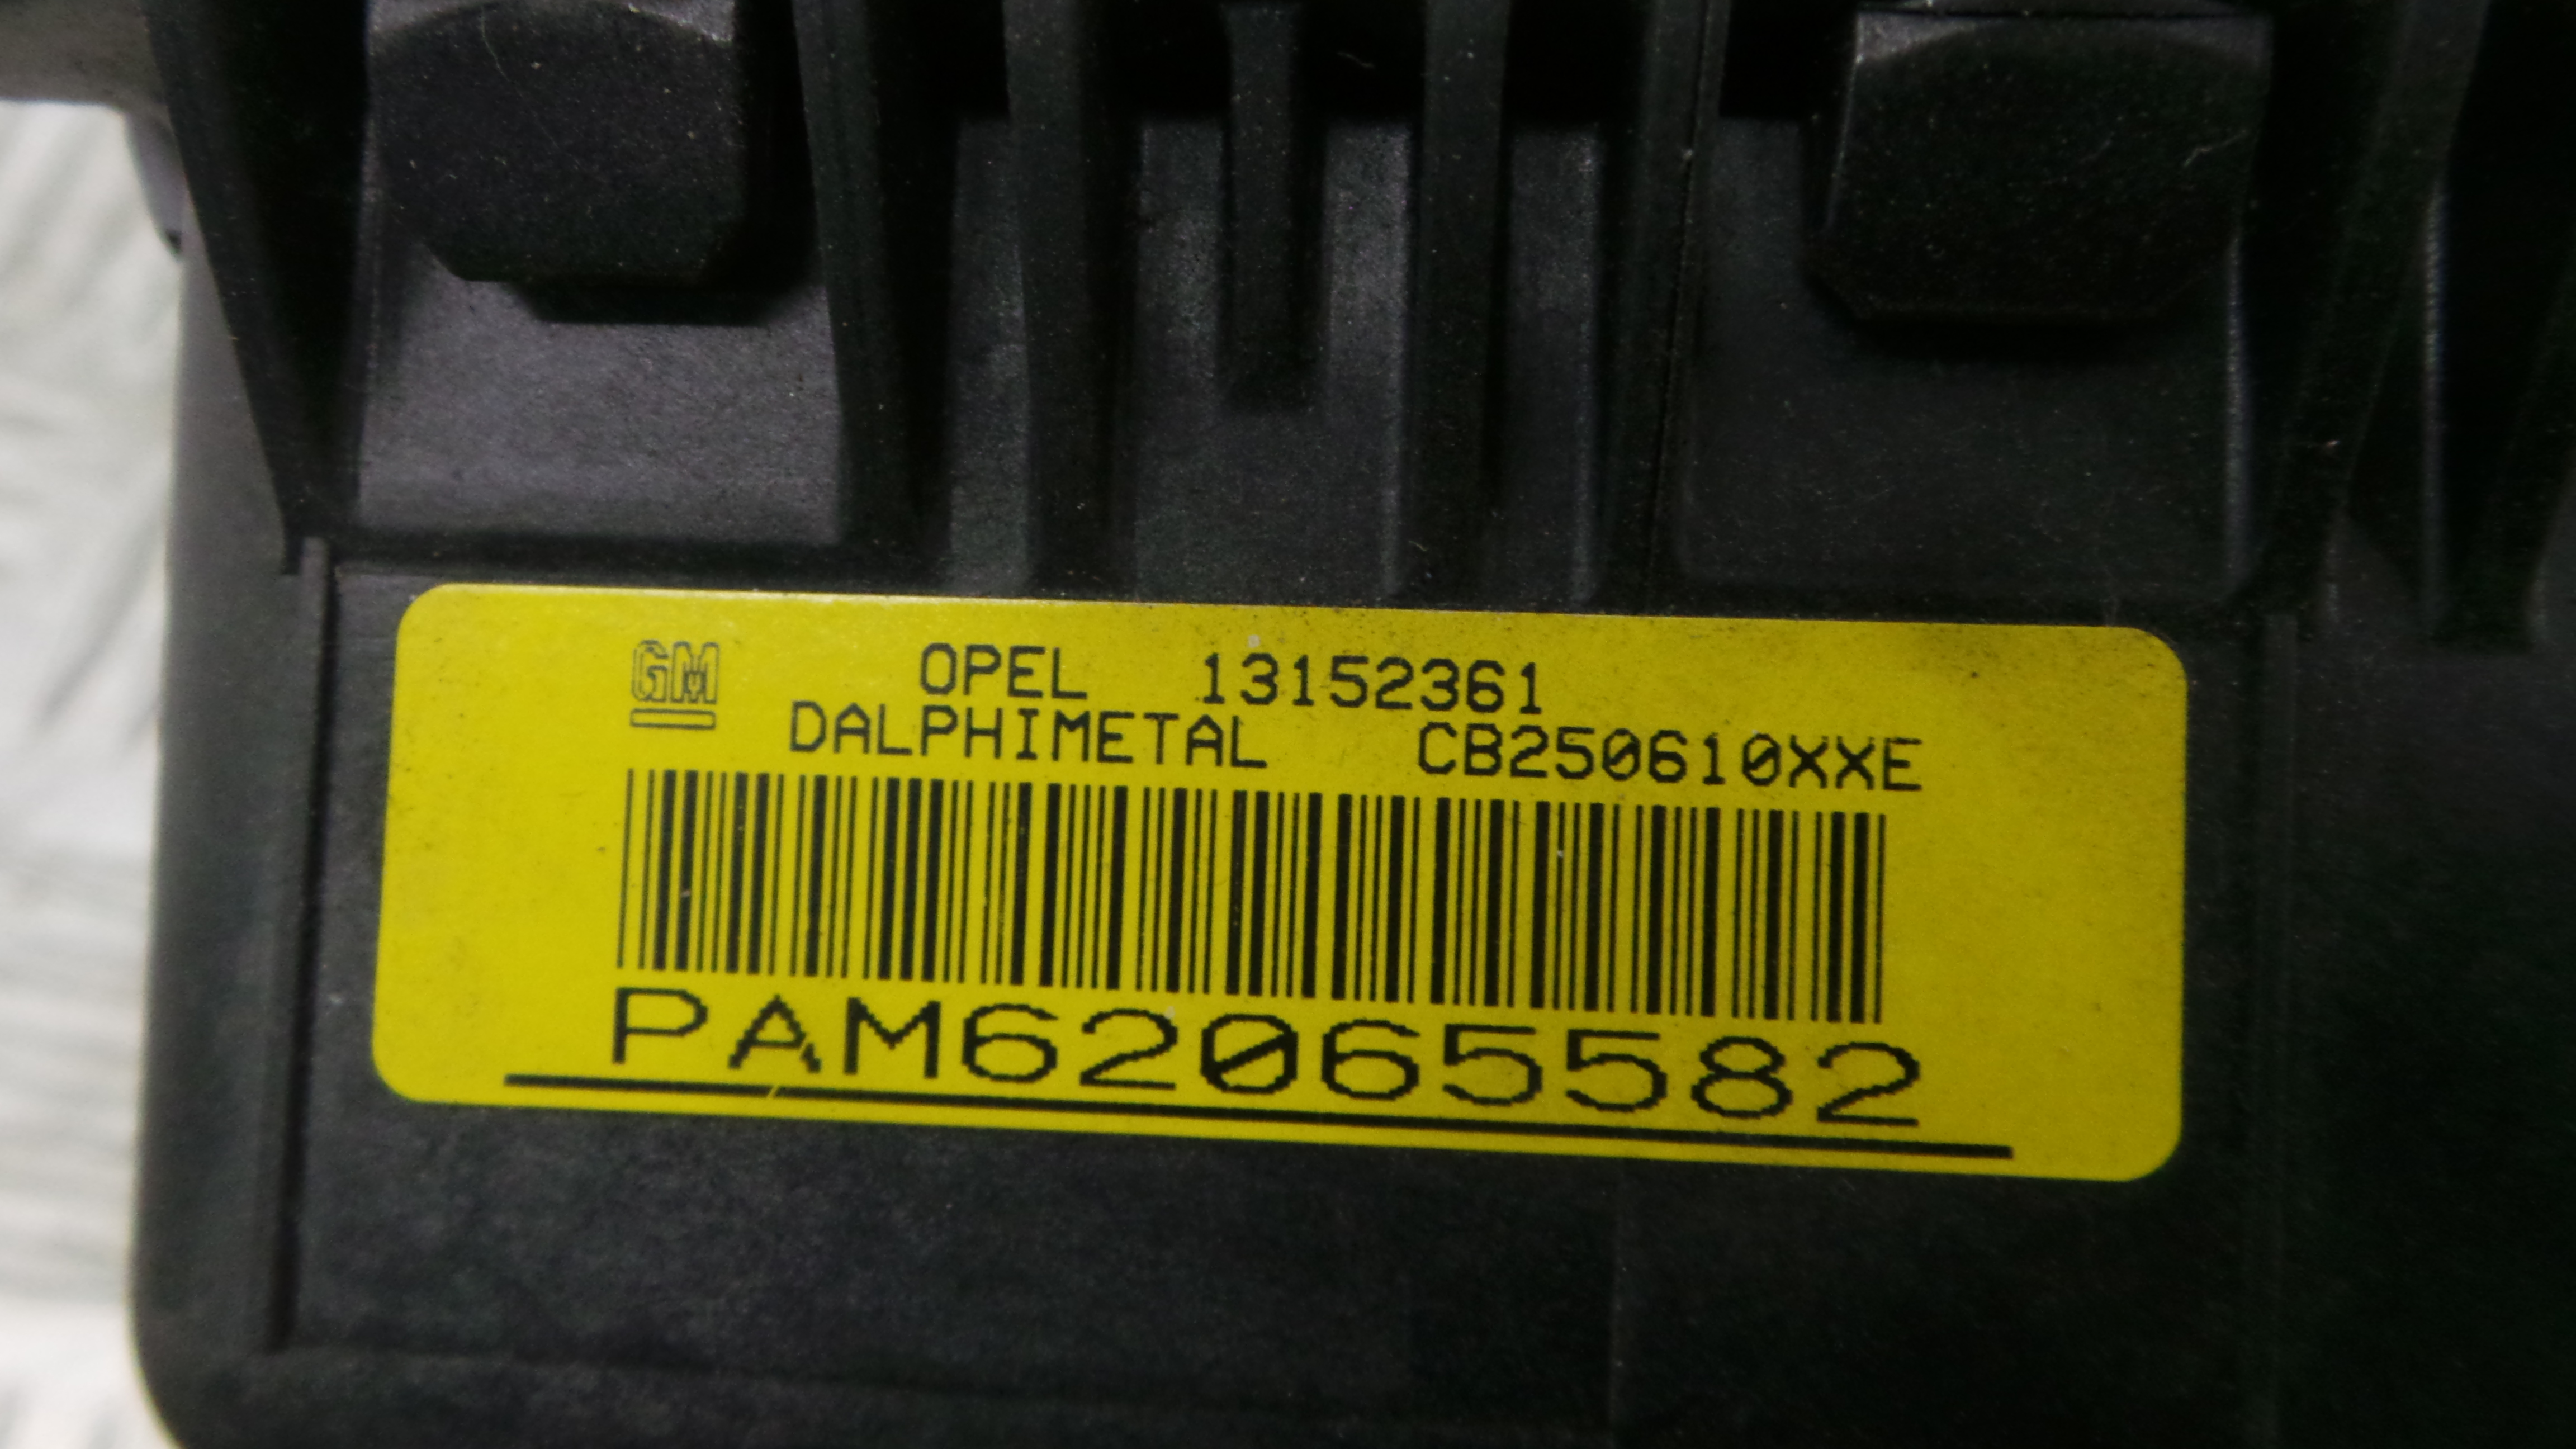 GM OPEL 13152361
DALPHIMETAL CB250610XXE
PAM62065582